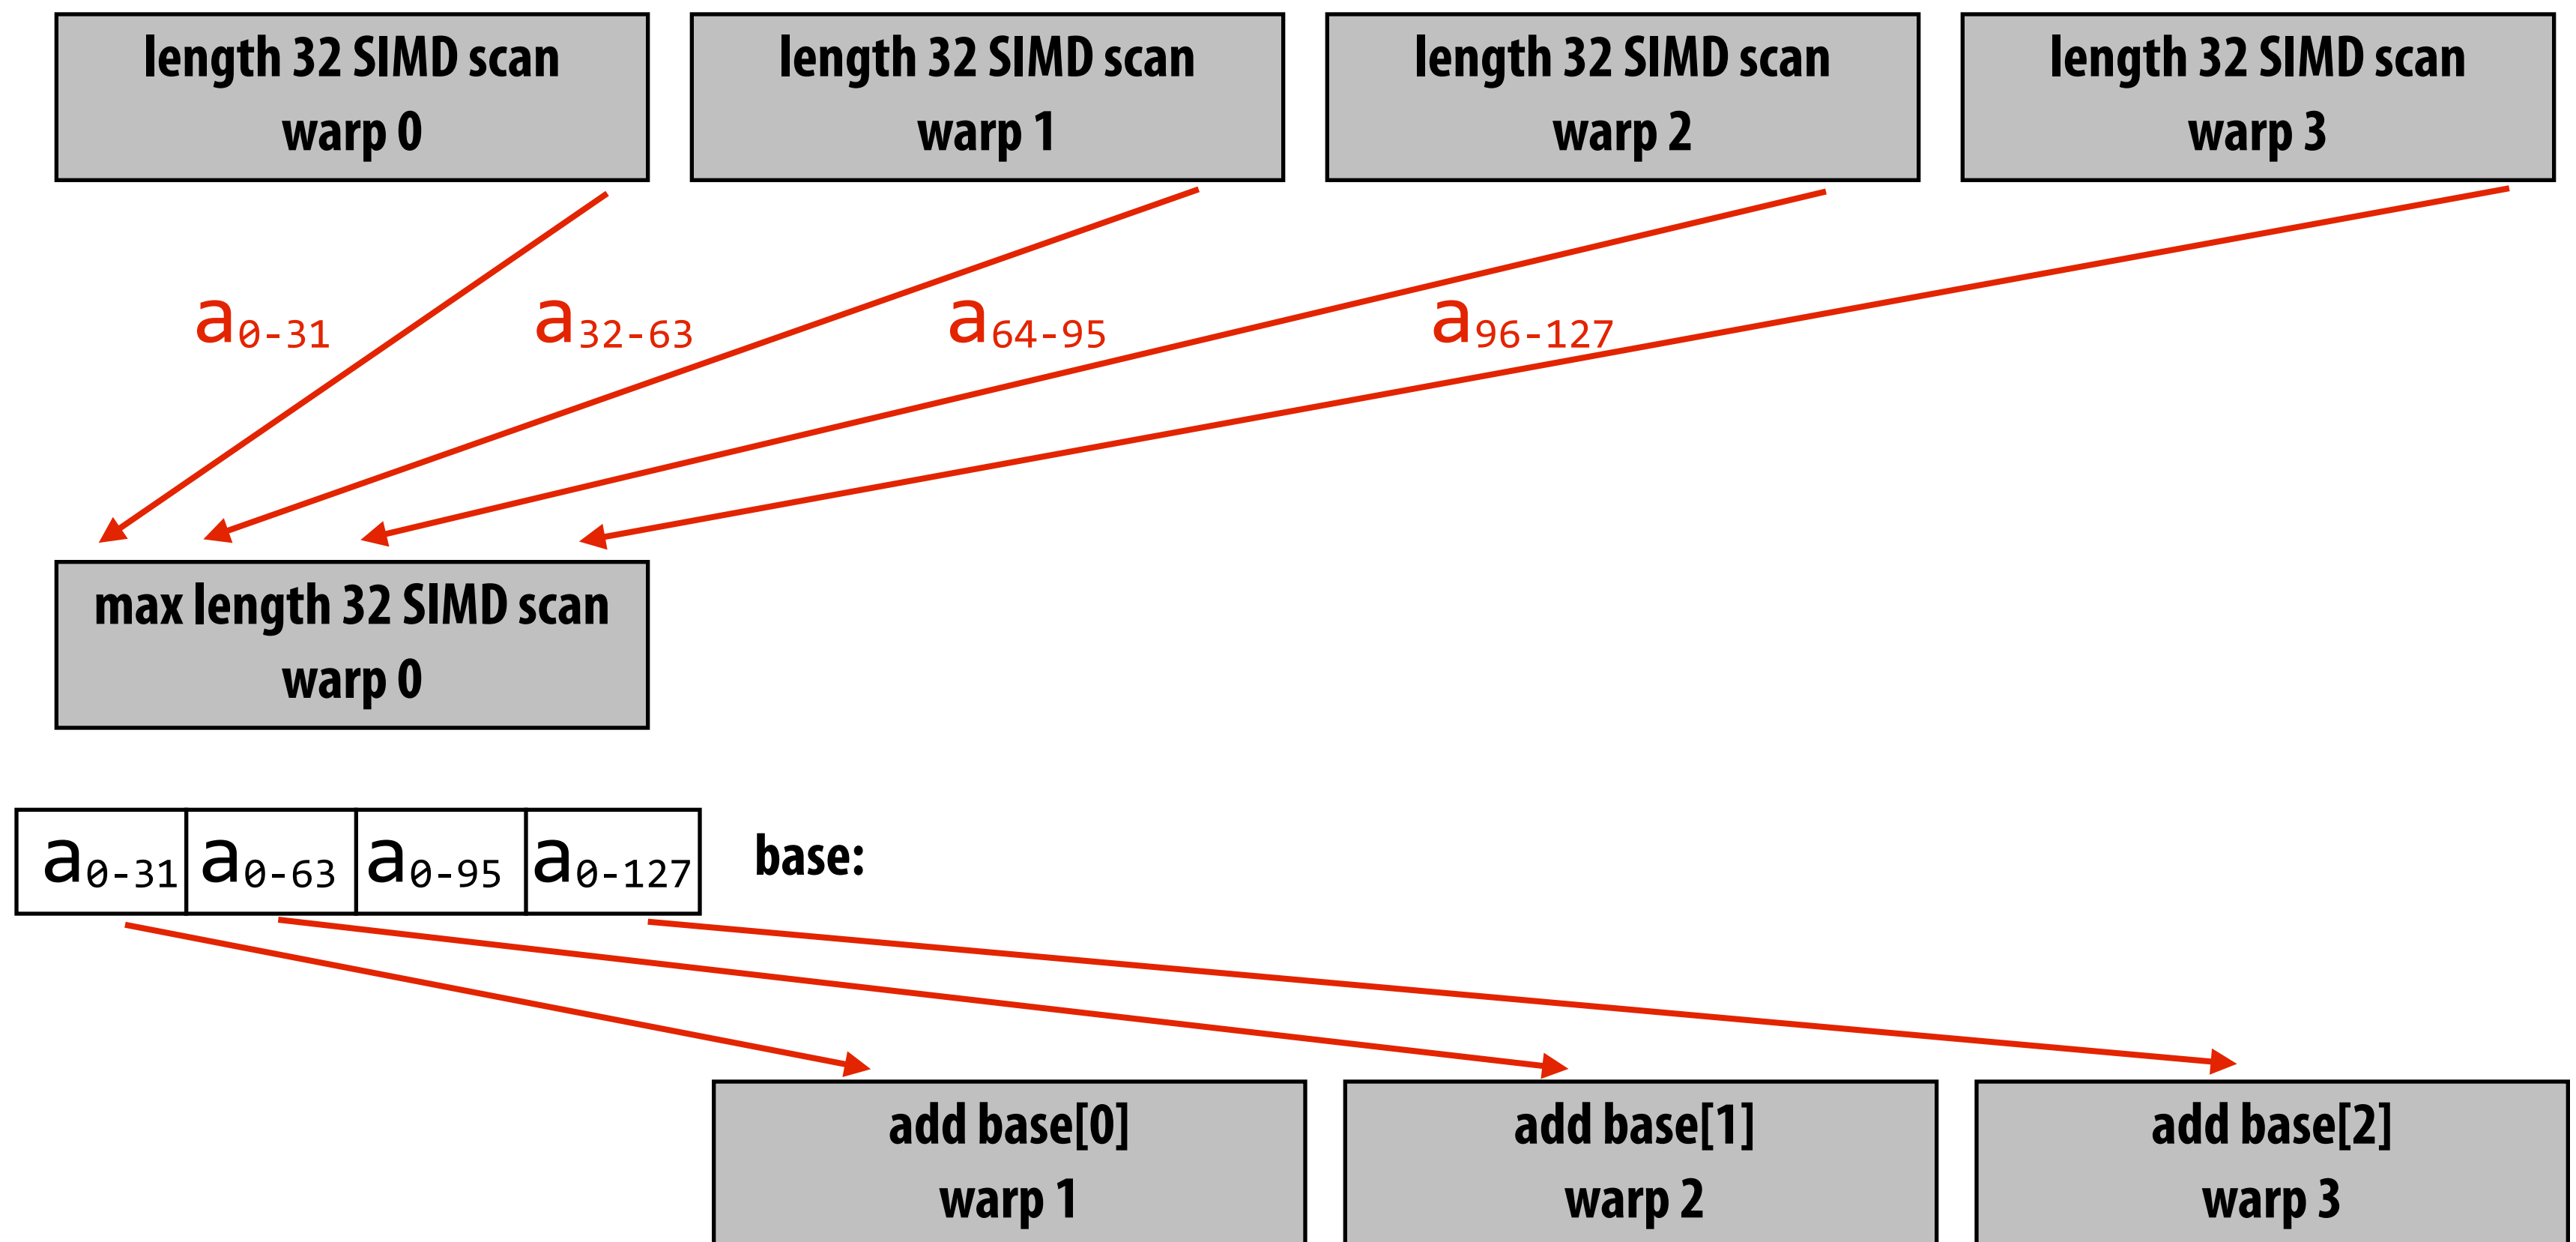 length 32 SIMD scan
warp 0
length 32 SIMD scan
warp 1
length 32 SIMD scan
warp 2
length 32 SIMD scan
warp 3
a0-31
a32-63
a64-95
a96-127
max length 32 SIMD scan
warp 0
a0-31 a0-63 a0-95 a0-127 base:
add base[0]
warp 1
add base[1]
warp 2
add base[2]
warp 3